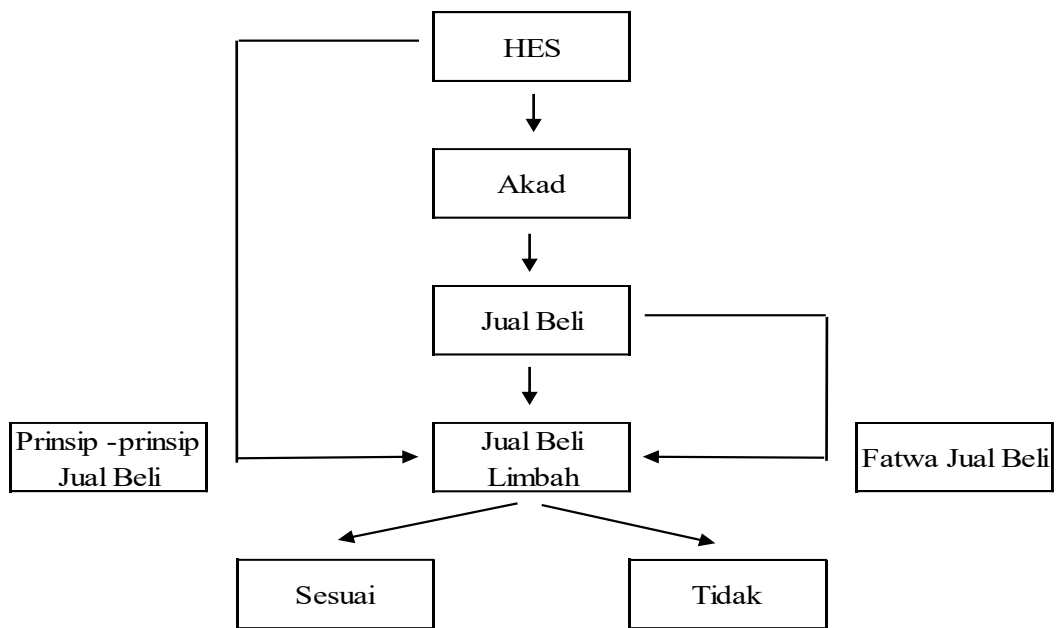 HES
Akad
Jual Beli
Prinsip -prinsip
Jual Beli
Jual Beli
Limbah
Fatwa Jual Beli
Sesuai
Tidak